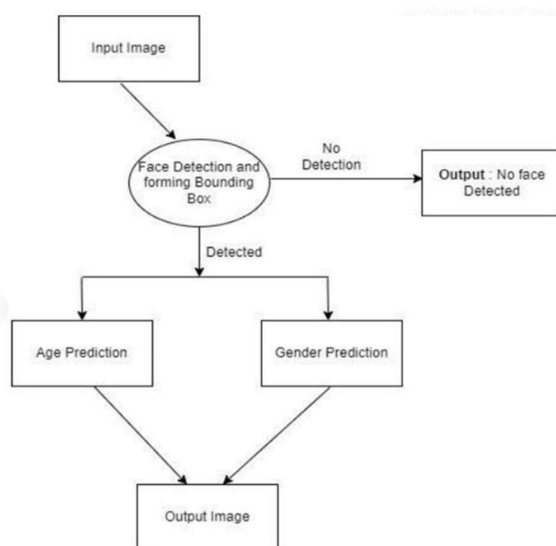 Input Image
Face Detection and
forming Bounding
Box
No
Detection
Output : No face
Detected
Detected
Age Prediction
Gender Prediction
Output Image